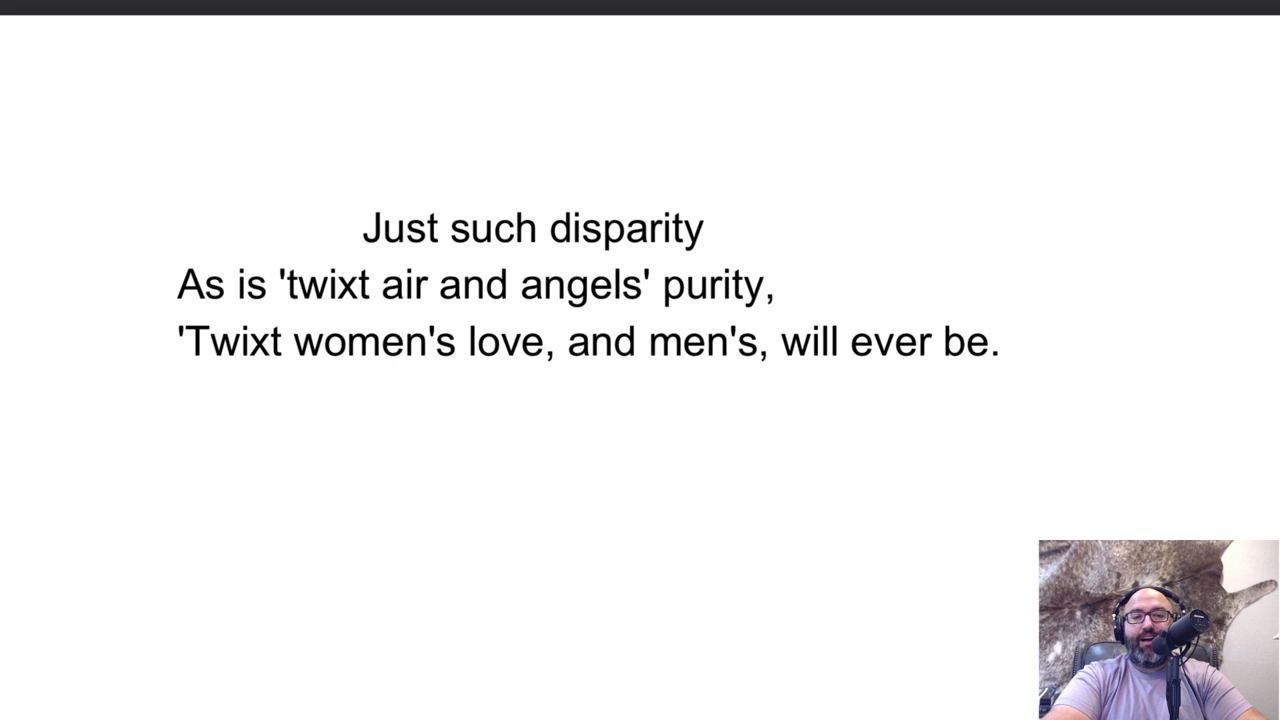 Just such disparity
As is 'twixt air and angels' purity,
'Twixt women's love, and men's, will ever be.